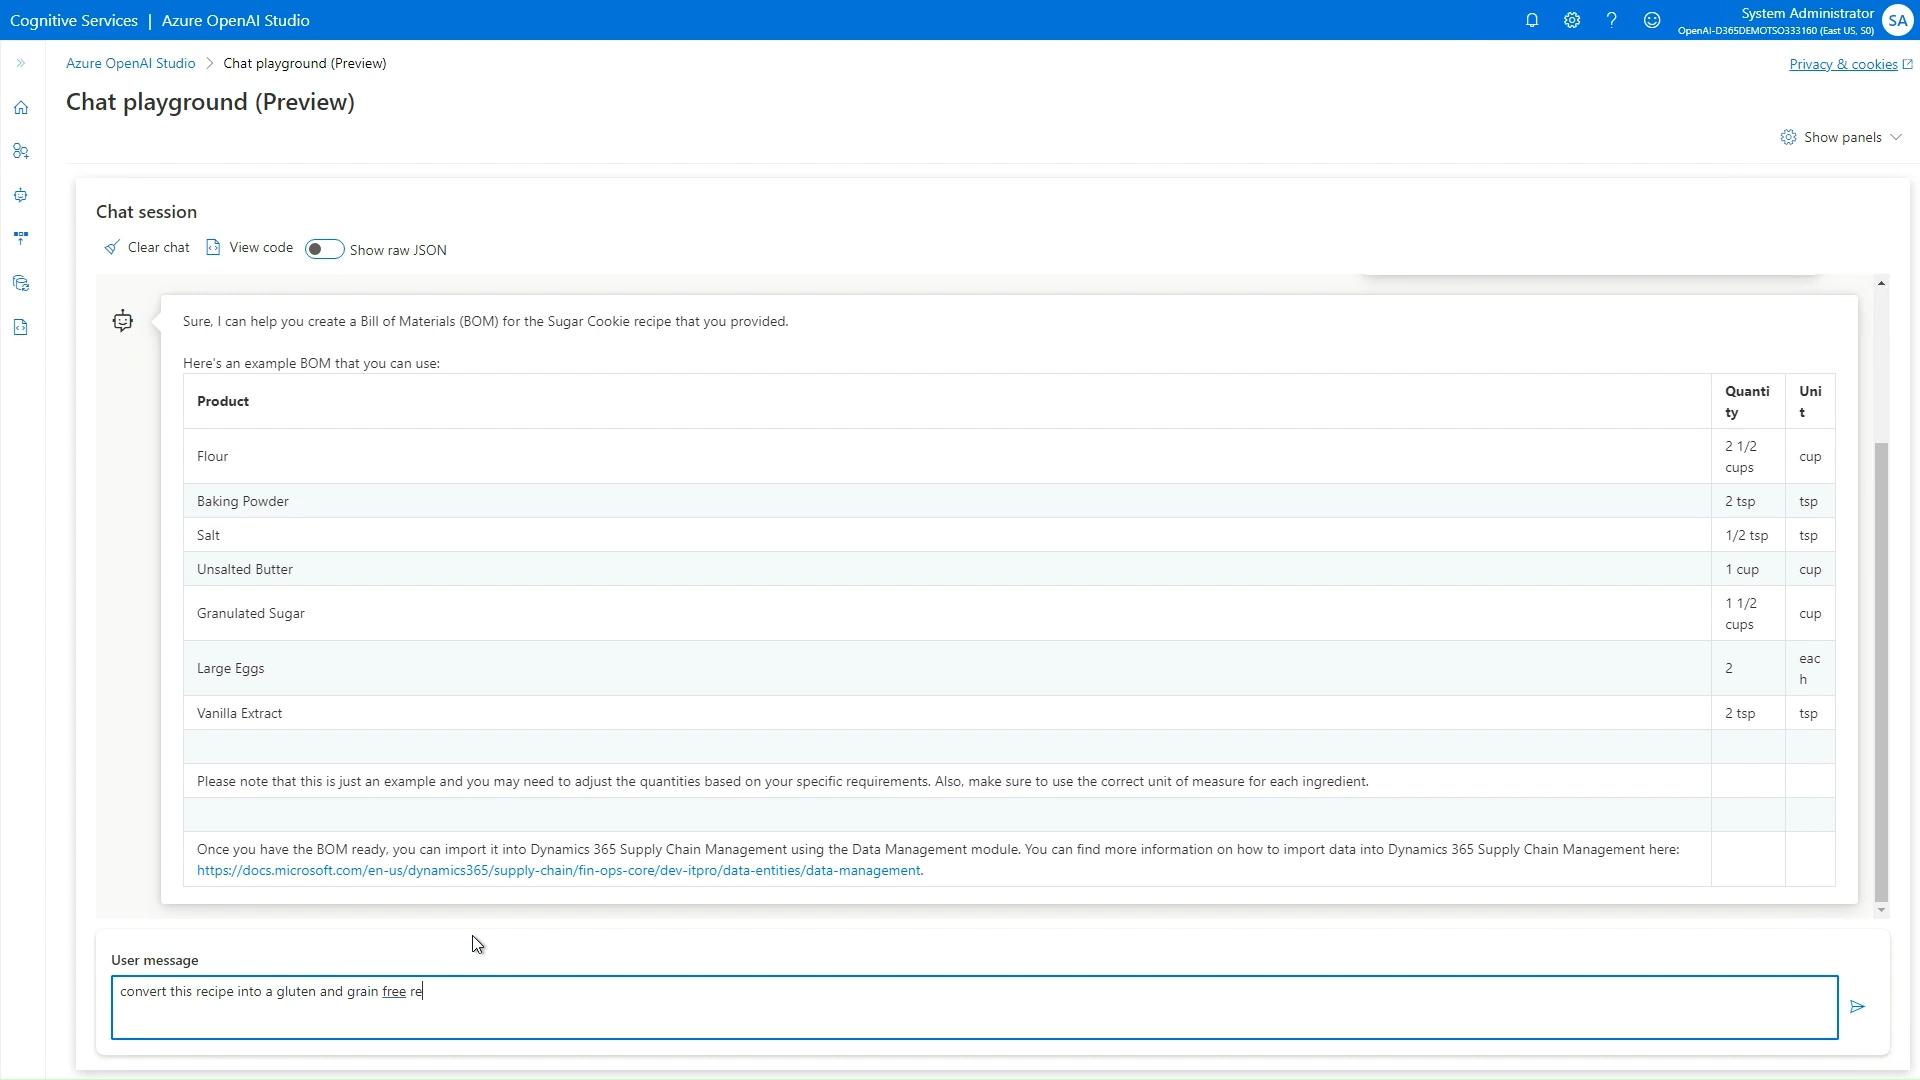 Cognitive Services | Azure OpenAI Studio
System Administrator
OpenAI-D365DEMOTSO333160 (East US, S0)
SA
Azure OpenAI Studio > Chat playground (Preview)
Privacy & cookies
Chat playground (Preview)
Show panels
Chat session
Clear chat View code Show raw JSON
Sure, I can help you create a Bill of Materials (BOM) for the Sugar Cookie recipe that you provided.
Here's an example BOM that you can use:
Product Quanti Uni
ty t
Flour 2 1/2 cup
cups
Baking Powder 2 tsp tsp
Salt 1/2 tsp tsp
Unsalted Butter 1 cup cup
Granulated Sugar 1 1/2 cup
cups
Large Eggs 2 eac
h
Vanilla Extract 2 tsp tsp
Please note that this is just an example and you may need to adjust the quantities based on your specific requirements. Also, make sure to use the correct unit of measure for each ingredient.
Once you have the BOM ready, you can import it into Dynamics 365 Supply Chain Management using the Data Management module. You can find more information on how to import data into Dynamics 365 Supply Chain Management here:
https://docs.microsoft.com/en-us/dynamics365/supply-chain/fin-ops-core/dev-itpro/data-entities/data-management.
User message
convert this recipe into a gluten and grain free re